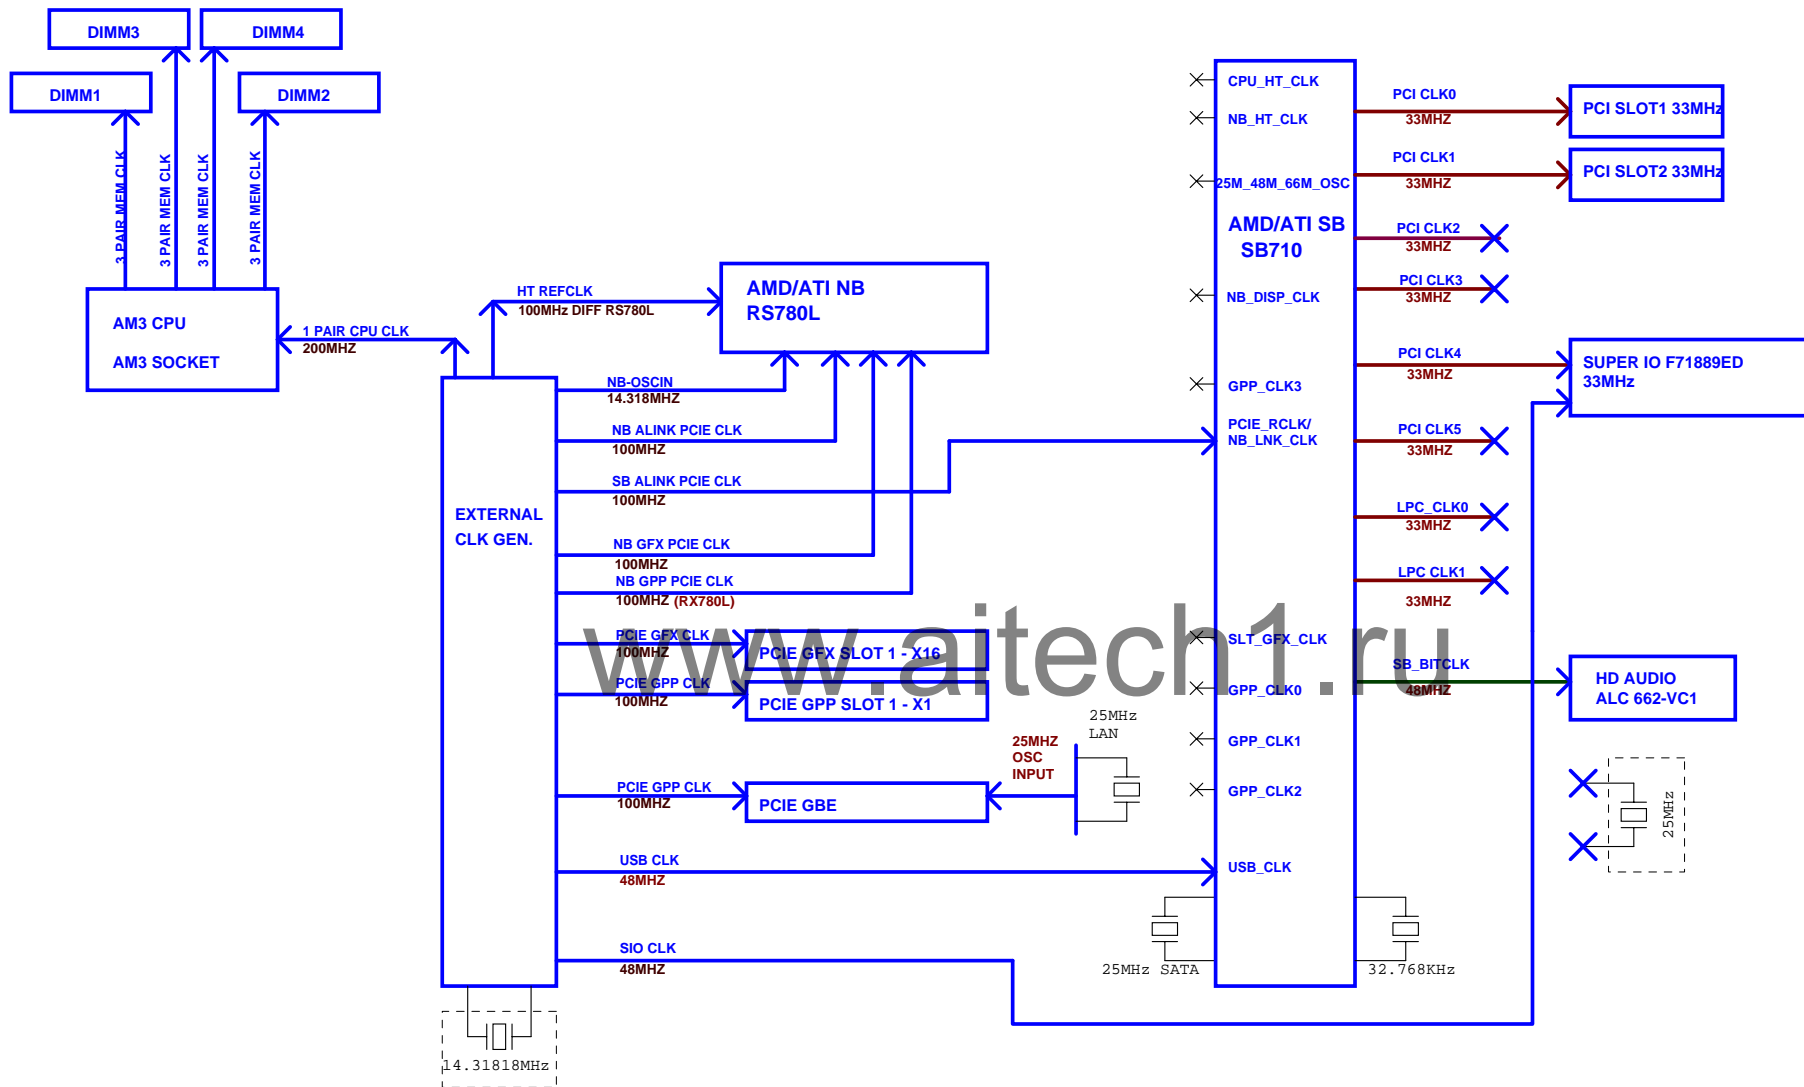 DIMM3
DIMM4
DIMM1
DIMM2
3 PAIR MEM CLK
3 PAIR MEM CLK
3 PAIR MEM CLK
3 PAIR MEM CLK
AM3 CPU
AM3 SOCKET
1 PAIR CPU CLK
200MHZ
HT REFCLK
100MHz DIFF RS780L
AMD/ATI NB
RS780L
EXTERNAL
CLK GEN.
NB-OSCIN
14.318MHZ
NB ALINK PCIE CLK
100MHZ
SB ALINK PCIE CLK
100MHZ
NB GFX PCIE CLK
100MHZ
NB GPP PCIE CLK
100MHZ (RX780L)
PCIE GFX CLK
100MHZ
PCIE GFX SLOT 1 - X16
PCIE GPP CLK
100MHZ
PCIE GPP SLOT 1 - X1
PCIE GPP CLK
100MHZ
PCIE GBE
25MHZ
OSC
INPUT
25MHz
LAN
USB CLK
48MHZ
SIO CLK
48MHZ
14.31818MHz
CPU_HT_CLK
NB_HT_CLK
25M_48M_66M_OSC
AMD/ATI SB
SB710
NB_DISP_CLK
GPP_CLK3
PCIE_RCLK/
NB_LNK_CLK
SLT_GFX_CLK
GPP_CLK0
GPP_CLK1
GPP_CLK2
USB_CLK
25MHz SATA
32.768KHz
PCI CLK0
33MHZ
PCI SLOT1 33MHz
PCI CLK1
33MHZ
PCI SLOT2 33MHz
PCI CLK2
33MHZ
PCI CLK3
33MHZ
PCI CLK4
33MHZ
SUPER IO F71889ED
33MHz
PCI CLK5
33MHZ
LPC_CLK0
33MHZ
LPC CLK1
33MHZ
SB_BITCLK
48MHZ
HD AUDIO
ALC 662-VC1
25MHz
www.aitech1.ru